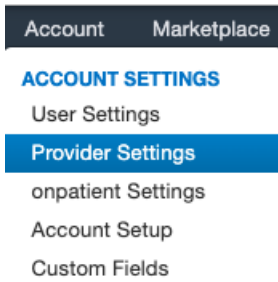 Account Marketplace
ACCOUNT SETTINGS
User Settings
Provider Settings
onpatient Settings
Account Setup
Custom Fields